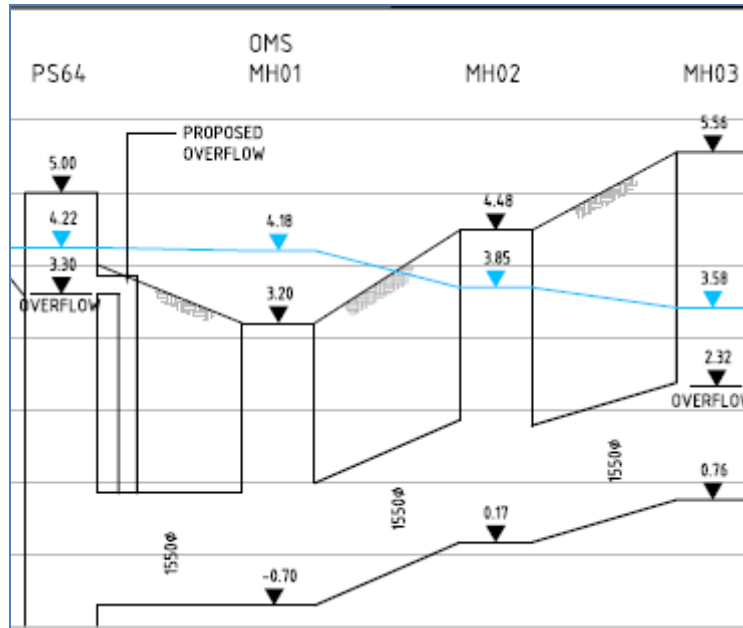 OMS
PS64
MH01
MH02
MH03
PROPOSED
OVERFLOW
5.00
4.22
3.30
OVERFLOW
4.18
3.20
4.48
3.85
5.56
3.58
2.32
OVERFLOW
1550ø
1550ø
1550ø
-0.70
0.17
0.76